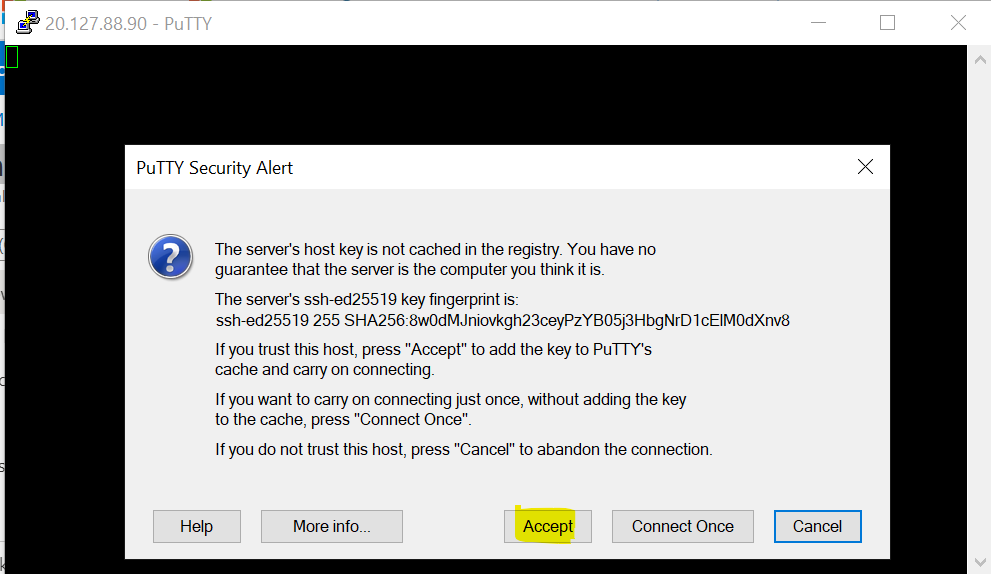 20.127.88.90 - PuTTY
PuTTY Security Alert
The server's host key is not cached in the registry. You have no
guarantee that the server is the computer you think it is.
The server's ssh-ed25519 key fingerprint is:
ssh-ed25519 255 SHA256:8w0dMJniovkgh23ceyPzYB05j3HbgNrD1cElM0dXnv8
If you trust this host, press "Accept" to add the key to PuTTY's
cache and carry on connecting.
If you want to carry on connecting just once, without adding the key
to the cache, press "Connect Once".
If you do not trust this host, press "Cancel" to abandon the connection.
Help
More info...
Accept
Connect Once
Cancel